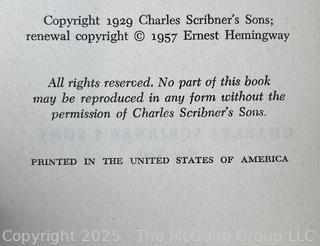 Copyright 1929 Charles Scribner's Sons;
renewal copyright © 1957 Ernest Hemingway
All rights reserved. No part of this book
may be reproduced in any form without the
permission of Charles Scribner's Sons.
PRINTED IN THE UNITED STATES OF AMERICA
Copyright 2025 - The McGuire Group LLC